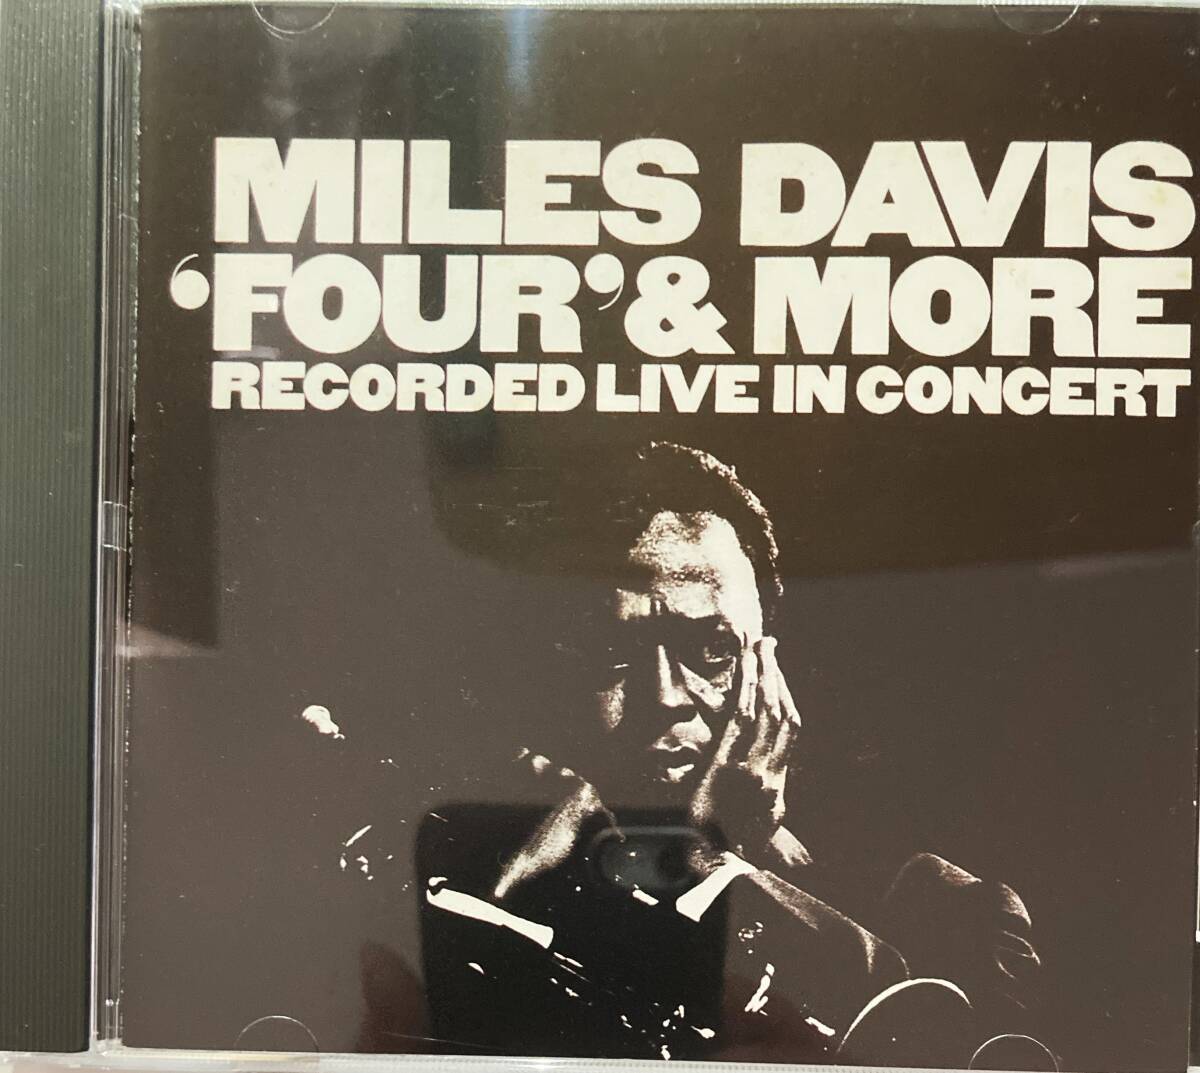 MILES DAVIS
‘FOUR’ & MORE
RECORDED LIVE IN CONCERT